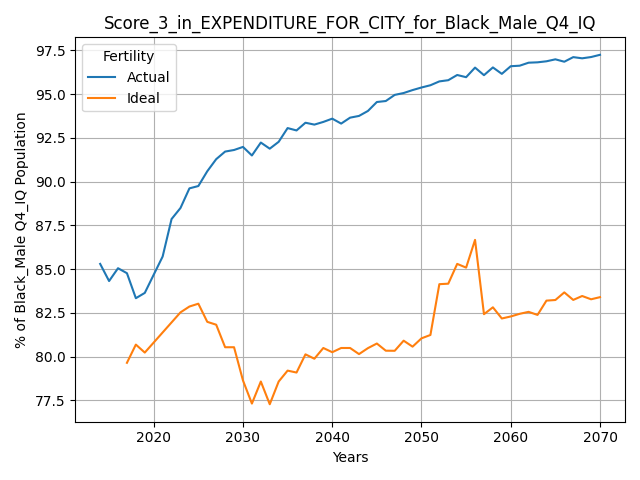 Score_3_in_EXPENDITURE_FOR_CITY_for_Black_Male_Q4_IQ
Fertility
Actual
Ideal
% of Black_Male Q4_IQ Population
97.5
95.0
92.5
90.0
87.5
85.0
82.5
80.0
77.5
2020 2030 2040 2050 2060 2070
Years